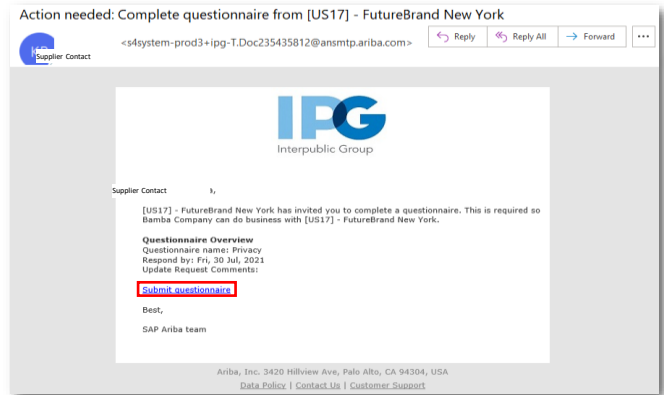 Action needed: Complete questionnaire from [US17] - FutureBrand New York
<s4system-prod3+ipg-T.Doc235435812@ansmtp.ariba.com>
Reply
Reply All
Forward
Supplier Contact
IPG
Interpublic Group
Supplier Contact ,
[US17] - FutureBrand New York has invited you to complete a questionnaire. This is required so
Bamba Company can do business with [US17] - FutureBrand New York.
Questionnaire Overview
Questionnaire name: Privacy
Respond by: Fri, 30 Jul, 2021
Update Request Comments:
Submit questionnaire
Best,
SAP Ariba team
Ariba, Inc. 3420 Hillview Ave, Palo Alto, CA 94304, USA
Data Policy | Contact Us | Customer Support